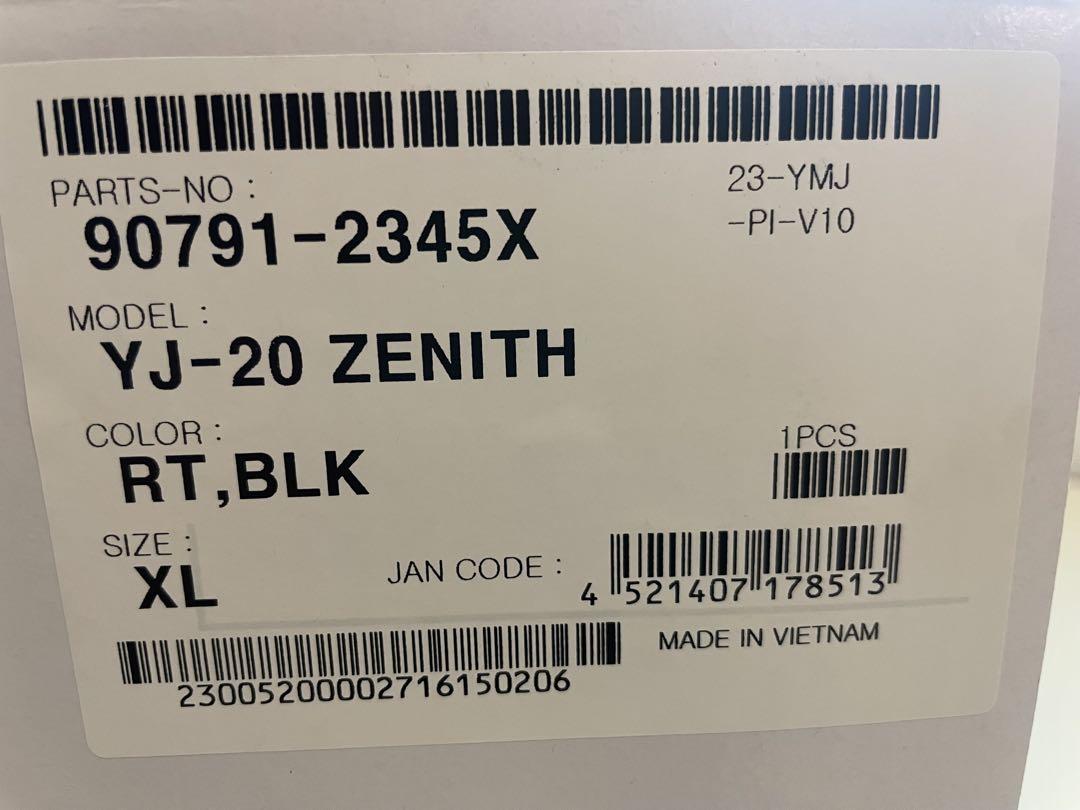 PARTS-NO :
23-YMJ
90791-2345X
-PI-V10
MODEL :
YJ-20 ZENITH
COLOR :
1PCS
RT,BLK
SIZE :
XL
JAN CODE :
4 521407 178513
MADE IN VIETNAM
23005200002716150206